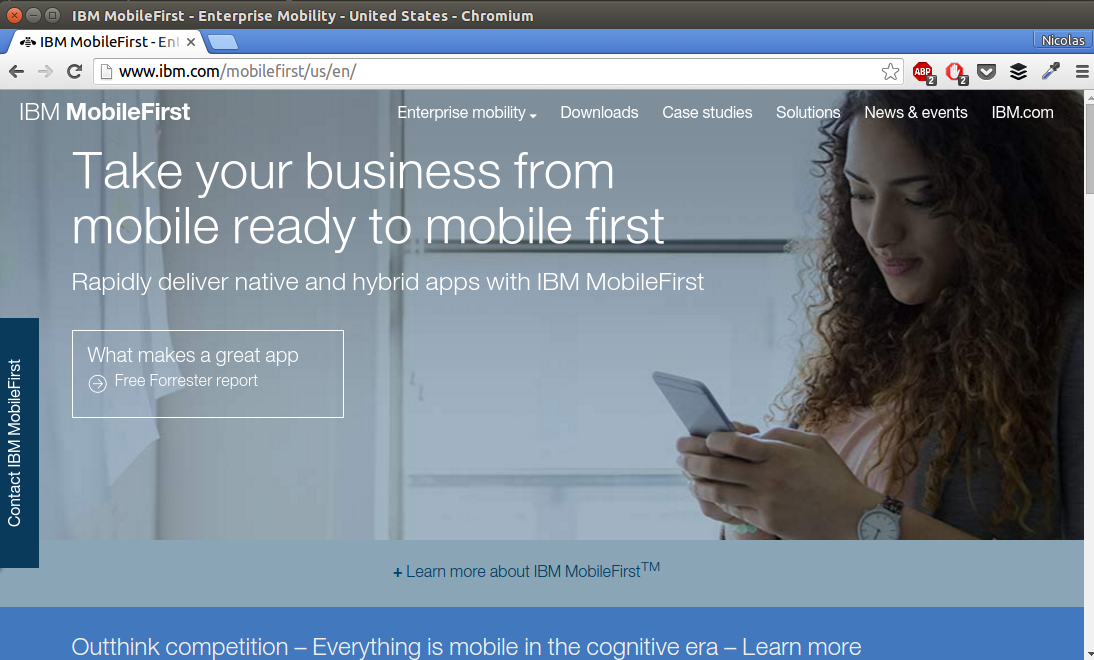 IBM MobileFirst - Enterprise Mobility - United States - Chromium
IBM MobileFirst - Ent
Nicolas
www.ibm.com/mobilefirst/us/en/
ABP 2
2
IBM MobileFirst
Enterprise mobility Downloads Case studies Solutions News & events IBM.com
Take your business from
mobile ready to mobile first
Rapidly deliver native and hybrid apps with IBM MobileFirst
What makes a great app
Free Forrester report
Contact IBM MobileFirst
+ Learn more about IBM MobileFirst™
Outthink competition – Everything is mobile in the cognitive era – Learn more